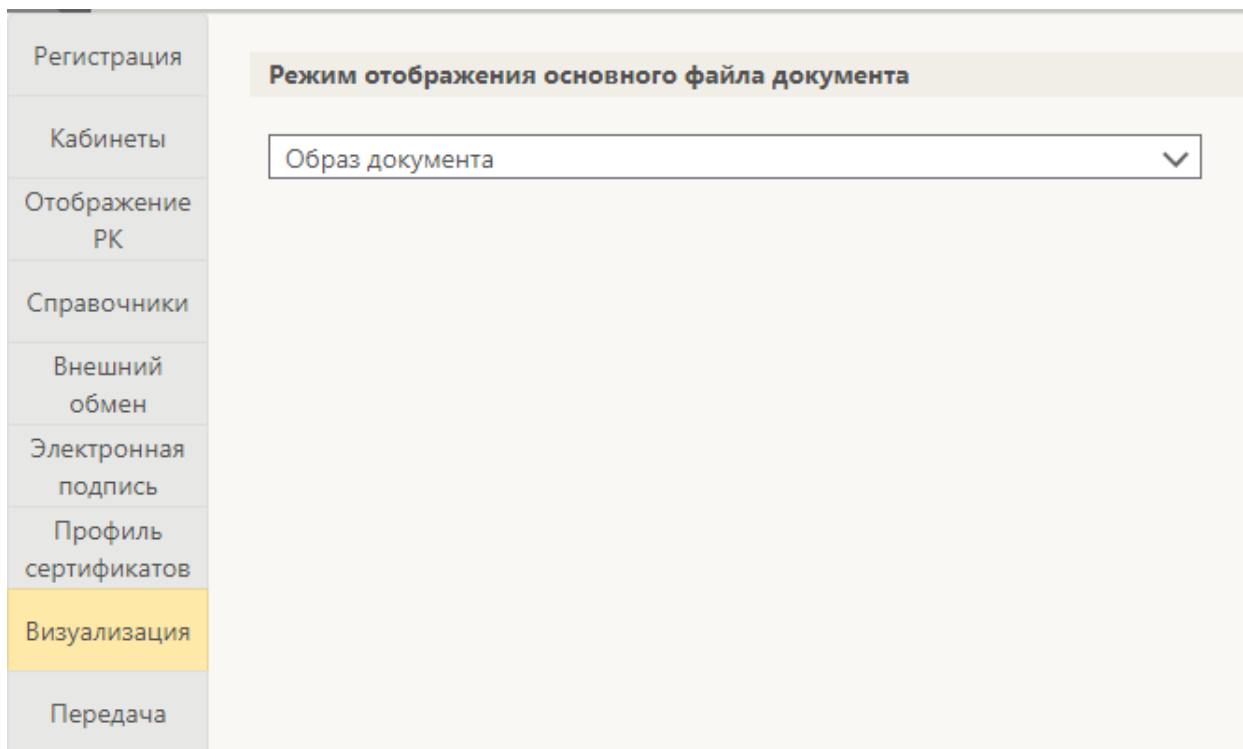 Регистрация
Кабинеты
Отображение
РК
Справочники
Внешний
обмен
Электронная
подпись
Профиль
сертификатов
Визуализация
Передача
Режим отображения основного файла документа
Образ документа